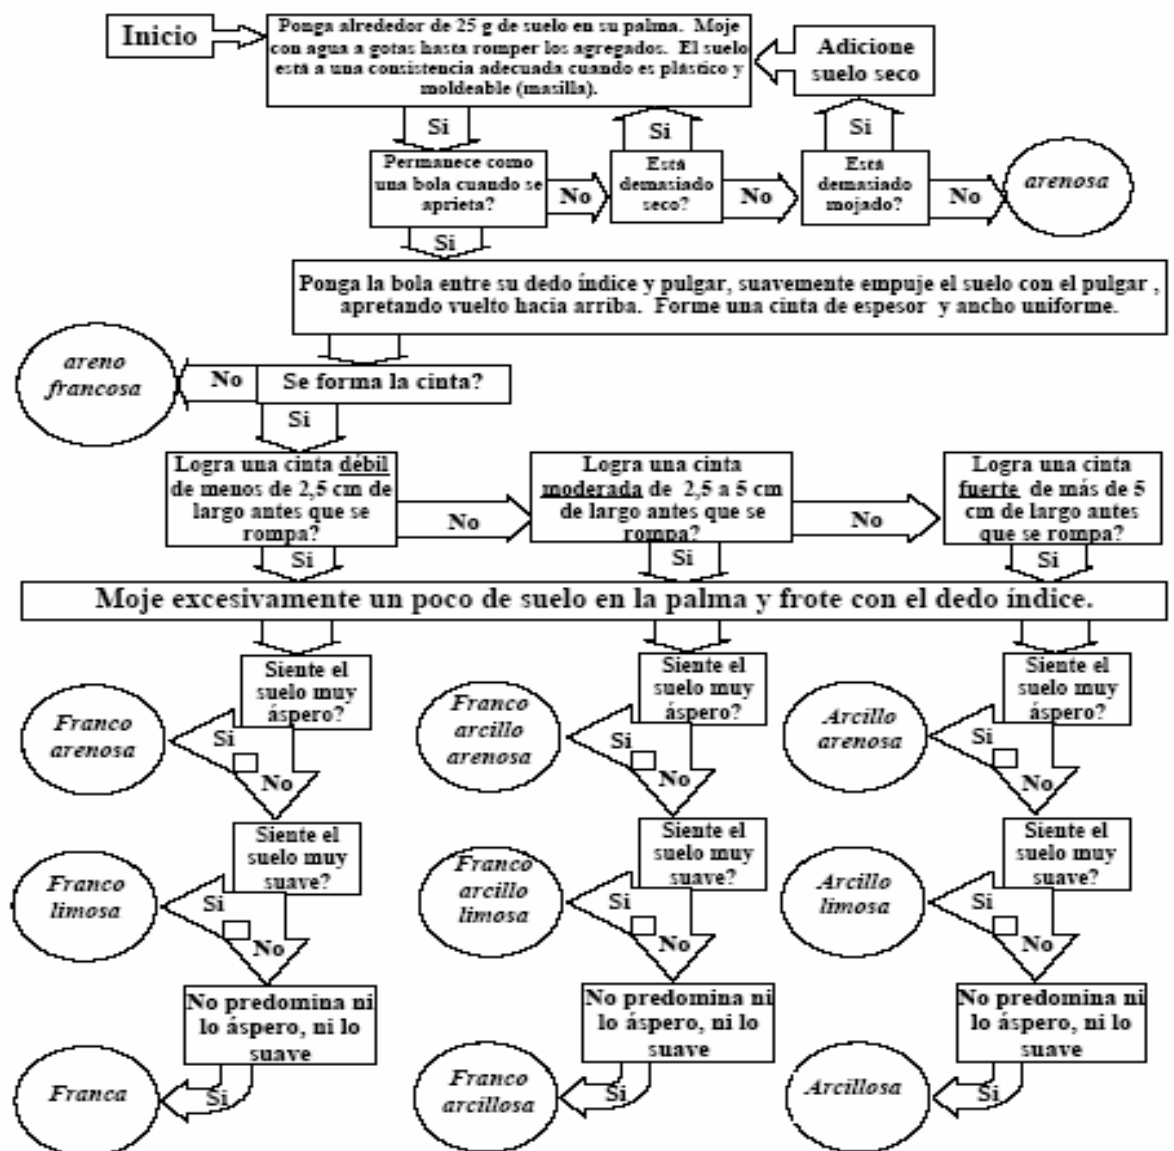 Inicio
Ponga alrededor de 25 g de suelo en su palma. Moje
con agua a gotas hasta romper los agregados. El suelo
está a una consistencia adecuada cuando es plástico y
moldeable (masilla).
Adicione
suelo seco
Si
Si
Si
Permanece como
una bola cuando se
aprieta?
No
Está
demasiado
seco?
No
Está
demasiado
mojado?
No
arenosa
Si
Ponga la bola entre su dedo índice y pulgar, suavemente empuje el suelo con el pulgar ,
apretando vuelto hacia arriba. Forme una cinta de espesor y ancho uniforme.
areno
francosa
No
Se forma la cinta?
Si
Logra una cinta débil
de menos de 2,5 cm de
largo antes que se
rompa?
No
Logra una cinta
moderada de 2,5 a 5 cm
de largo antes que se
rompa?
No
Logra una cinta
fuerte de más de 5
cm de largo antes
que se rompa?
Si
Si
Si
Moje excesivamente un poco de suelo en la palma y frote con el dedo índice.
Siente el
suelo muy
áspero?
Franco
arenosa
Si
No
Siente el
suelo muy
áspero?
Franco
arcillo
arenosa
Si
No
Siente el
suelo muy
áspero?
Arcillo
arenosa
Si
No
Siente el
suelo muy
suave?
Franco
limosa
Si
No
Siente el
suelo muy
suave?
Franco
arcillo
limosa
Si
No
Siente el
suelo muy
suave?
Arcillo
limosa
Si
No
No predomina ni
lo áspero, ni lo
suave
Franca
Si
No predomina ni
lo áspero, ni lo
suave
Franco
arcillosa
Si
No predomina ni
lo áspero, ni lo
suave
Arcillosa
Si